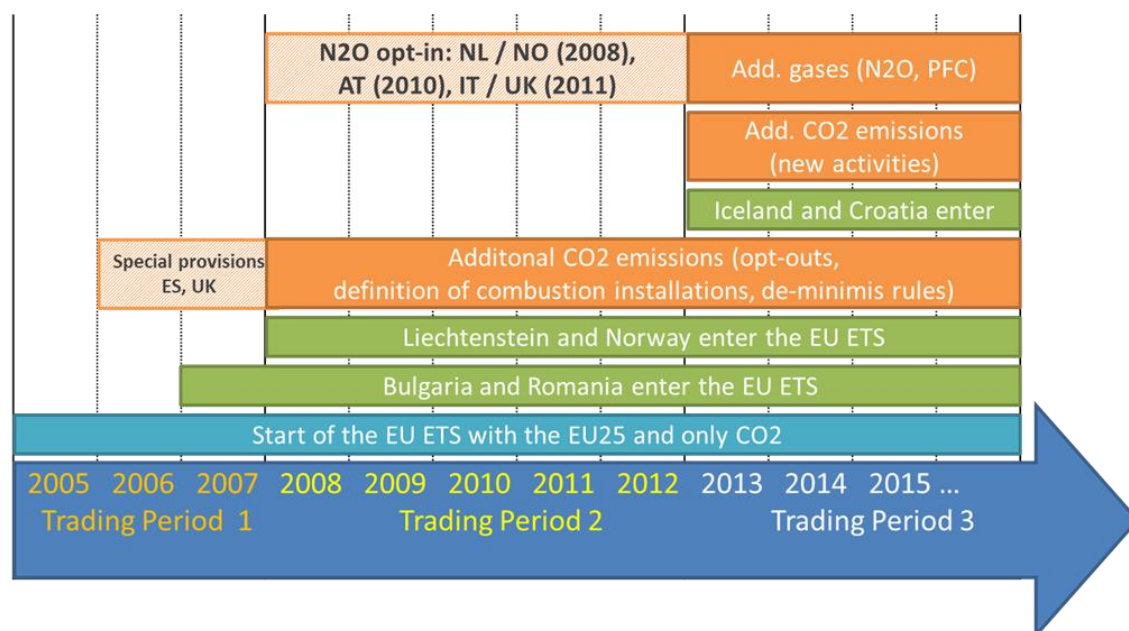 N2O opt-in: NL / NO (2008),
AT (2010), IT / UK (2011)
Add. gases (N2O, PFC)
Add. CO2 emissions
(new activities)
Iceland and Croatia enter
Special provisions
ES, UK
Additonal CO2 emissions (opt-outs,
definition of combustion installations, de-minimis rules)
Liechtenstein and Norway enter the EU ETS
Bulgaria and Romania enter the EU ETS
Start of the EU ETS with the EU25 and only CO2
2005 2006 2007 2008 2009 2010 2011 2012 2013 2014 2015 ...
Trading Period 1 Trading Period 2 Trading Period 3